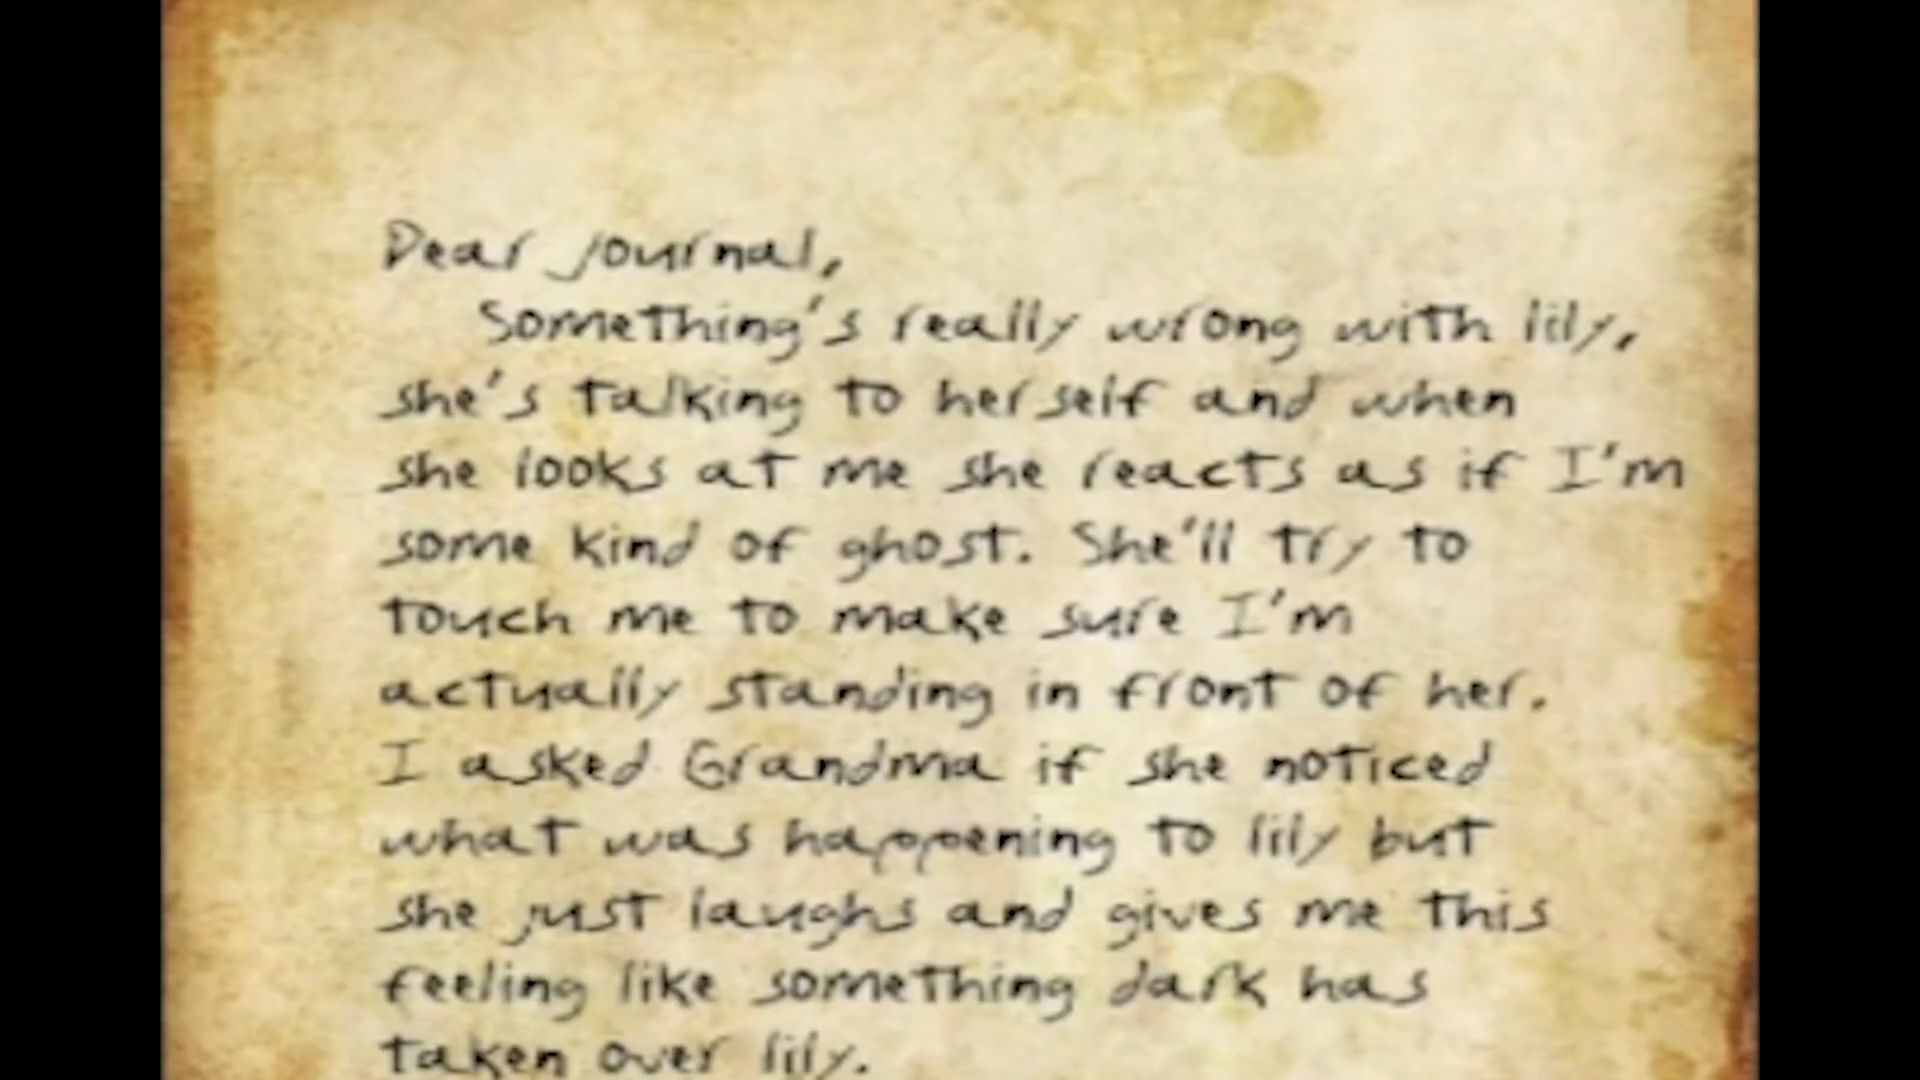 Dear journal,
Something's really wrong with lily,
she's talking to herself and when
she looks at me she reacts as if I'm
some kind of ghost. She'll try to
touch me to make sure I'm
actually standing in front of her.
I asked Grandma if she noticed
what was happening to lily but
she just laughs and gives me this
feeling like something dark has
taken over lily.